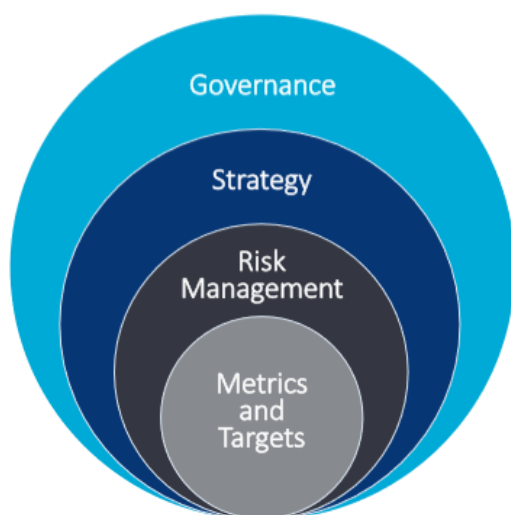 Governance
Strategy
Risk
Management
Metrics
and
Targets